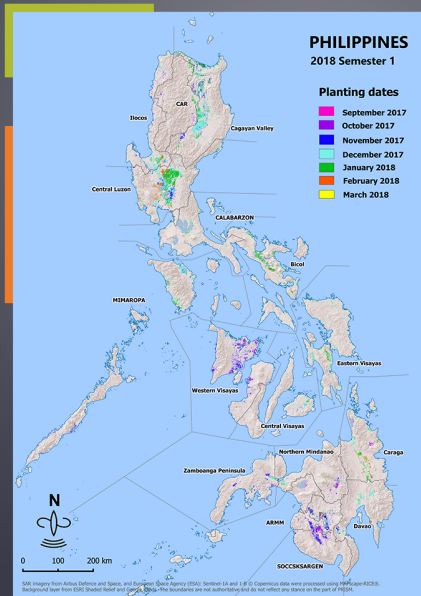 PHILIPPINES
2018 Semester 1
Planting dates
September 2017
October 2017
November 2017
December 2017
January 2018
February 2018
March 2018
CAR
Ilocos
Cagayan Valley
Central Luzon
CALABARZON
Bicol
MIMAROPA
Eastern Visayas
Western Visayas
Central Visayas
Northern Mindanao
Caraga
Zamboanga Peninsula
ARMM
Davao
SOCCSKSARGEN
N
0 100 200 km
SAR imagery from Airbus Defence and Space, and European Space Agency (ESA): Sentinel-1A and 1-B © Copernicus data were processed using MAPscape-RICE®.
Background layer from ESRI Shaded Relief and Google Earth. The boundaries are not authoritative and do not reflect any stance on the part of PRISM.